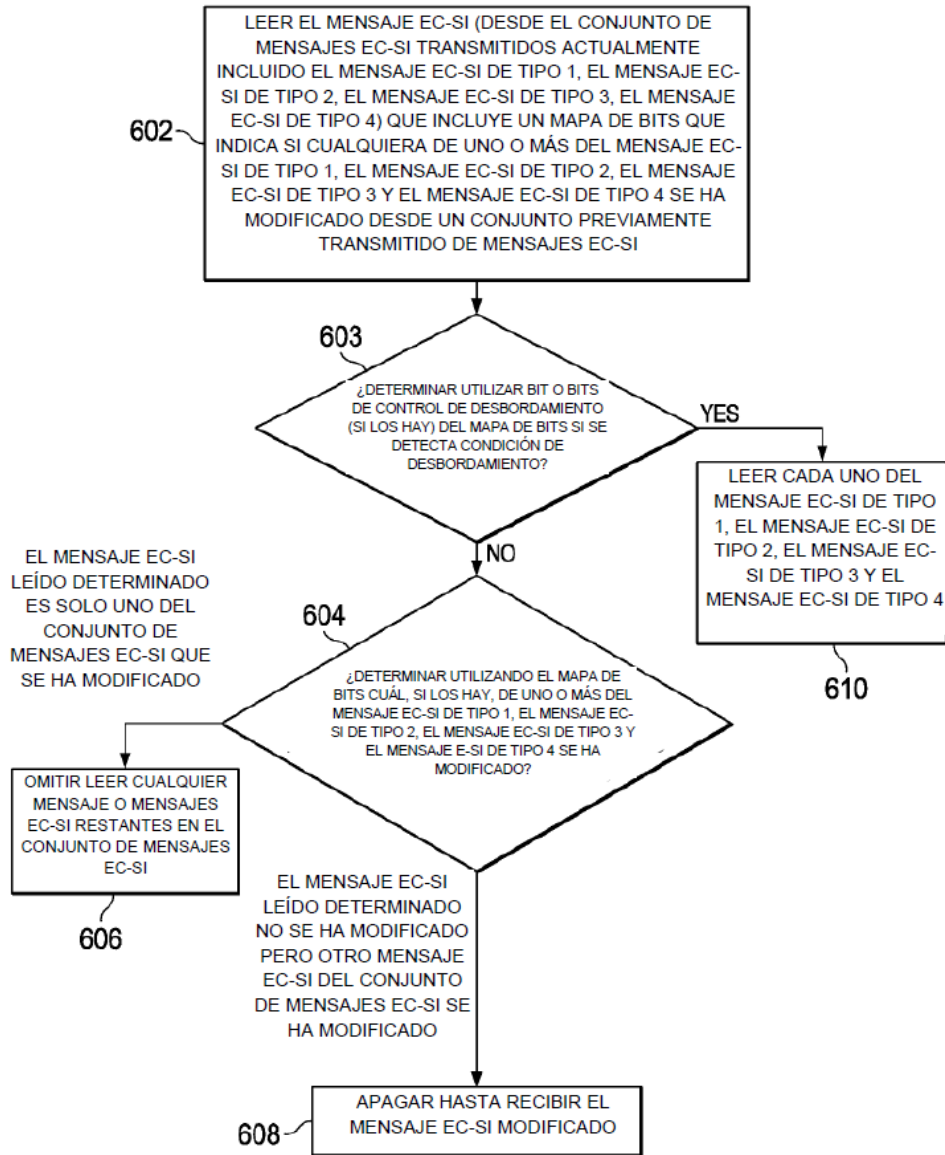 LEER EL MENSAJE EC-SI (DESDE EL CONJUNTO DE
MENSAJES EC-SI TRANSMITIDOS ACTUALMENTE
INCLUIDO EL MENSAJE EC-SI DE TIPO 1, EL MENSAJE EC-
SI DE TIPO 2, EL MENSAJE EC-SI DE TIPO 3, EL MENSAJE
EC-SI DE TIPO 4) QUE INCLUYE UN MAPA DE BITS QUE
INDICA SI CUALQUIERA DE UNO O MÁS DEL MENSAJE EC-
SI DE TIPO 1, EL MENSAJE EC-SI DE TIPO 2, EL MENSAJE
EC-SI DE TIPO 3 Y EL MENSAJE EC-SI DE TIPO 4 SE HA
MODIFICADO DESDE UN CONJUNTO PREVIAMENTE
TRANSMITIDO DE MENSAJES EC-SI
602
603
¿DETERMINAR UTILIZAR BIT O BITS
DE CONTROL DE DESBORDAMIENTO
(SI LOS HAY) DEL MAPA DE BITS SI SE
DETECTA CONDICIÓN DE
DESBORDAMIENTO?
YES
LEER CADA UNO DEL
MENSAJE EC-SI DE TIPO
1, EL MENSAJE EC-SI DE
TIPO 2, EL MENSAJE EC-
SI DE TIPO 3 Y EL
MENSAJE EC-SI DE TIPO 4
610
NO
EL MENSAJE EC-SI
LEÍDO DETERMINADO
ES SOLO UNO DEL
CONJUNTO DE
MENSAJES EC-SI QUE
SE HA MODIFICADO
604
¿DETERMINAR UTILIZANDO EL MAPA DE
BITS CUÁL, SI LOS HAY, DE UNO O MÁS DEL
MENSAJE EC-SI DE TIPO 1, EL MENSAJE EC-
SI DE TIPO 2, EL MENSAJE EC-SI DE TIPO 3 Y
EL MENSAJE E-SI DE TIPO 4 SE HA
MODIFICADO?
OMITIR LEER CUALQUIER
MENSAJE O MENSAJES
EC-SI RESTANTES EN EL
CONJUNTO DE MENSAJES
EC-SI
606
EL MENSAJE EC-SI
LEÍDO DETERMINADO
NO SE HA MODIFICADO
PERO OTRO MENSAJE
EC-SI DEL CONJUNTO
DE MENSAJES EC-SI SE
HA MODIFICADO
APAGAR HASTA RECIBIR EL
MENSAJE EC-SI MODIFICADO
608